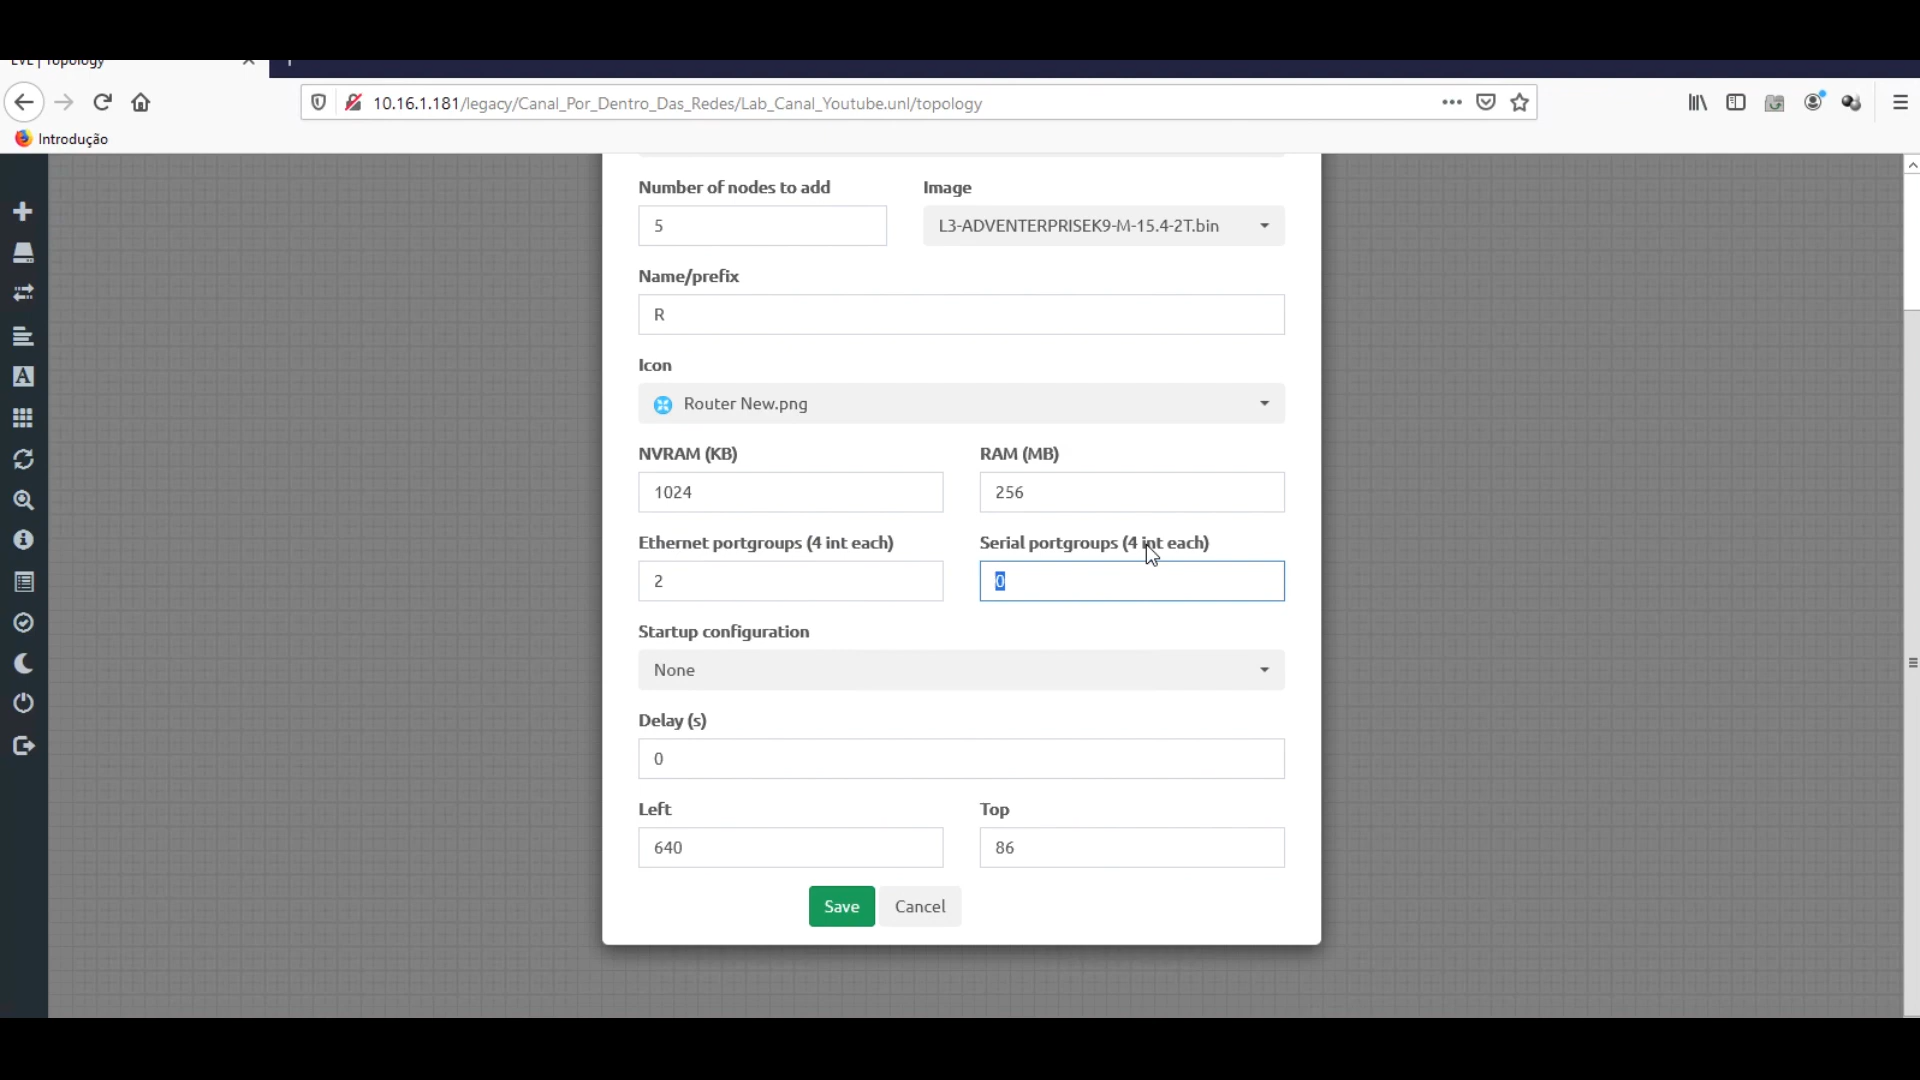 EVE | Topology
10.16.1.181/legacy/Canal_Por_Dentro_Das_Redes/Lab_Canal_Youtube.unl/topology
Introdução
Number of nodes to add
Image
5
L3-ADVENTERPRISEK9-M-15.4-2T.bin
Name/prefix
R
Icon
Router New.png
NVRAM (KB)
RAM (MB)
1024
256
Ethernet portgroups (4 int each)
Serial portgroups (4 int each)
2
0
Startup configuration
None
Delay (s)
0
Left
Top
640
86
Save
Cancel